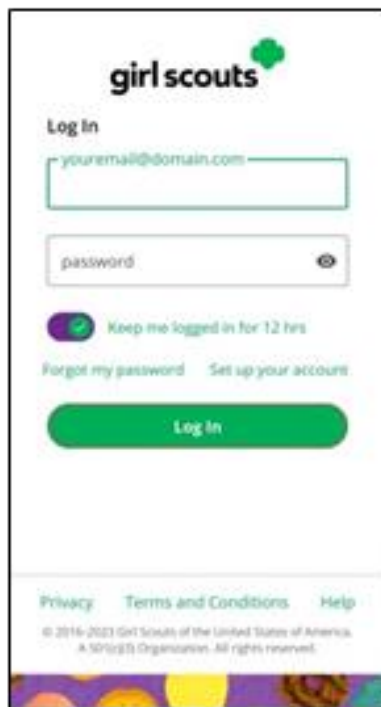 girl scouts
Log In
youremail@domain.com
password
Keep me logged in for 12 hrs
Forgot my password Set up your account
Log In
Privacy Terms and Conditions Help
© 2016-2023 Girl Scouts of the United States of America.
A 501(c)(3) Organization. All rights reserved.